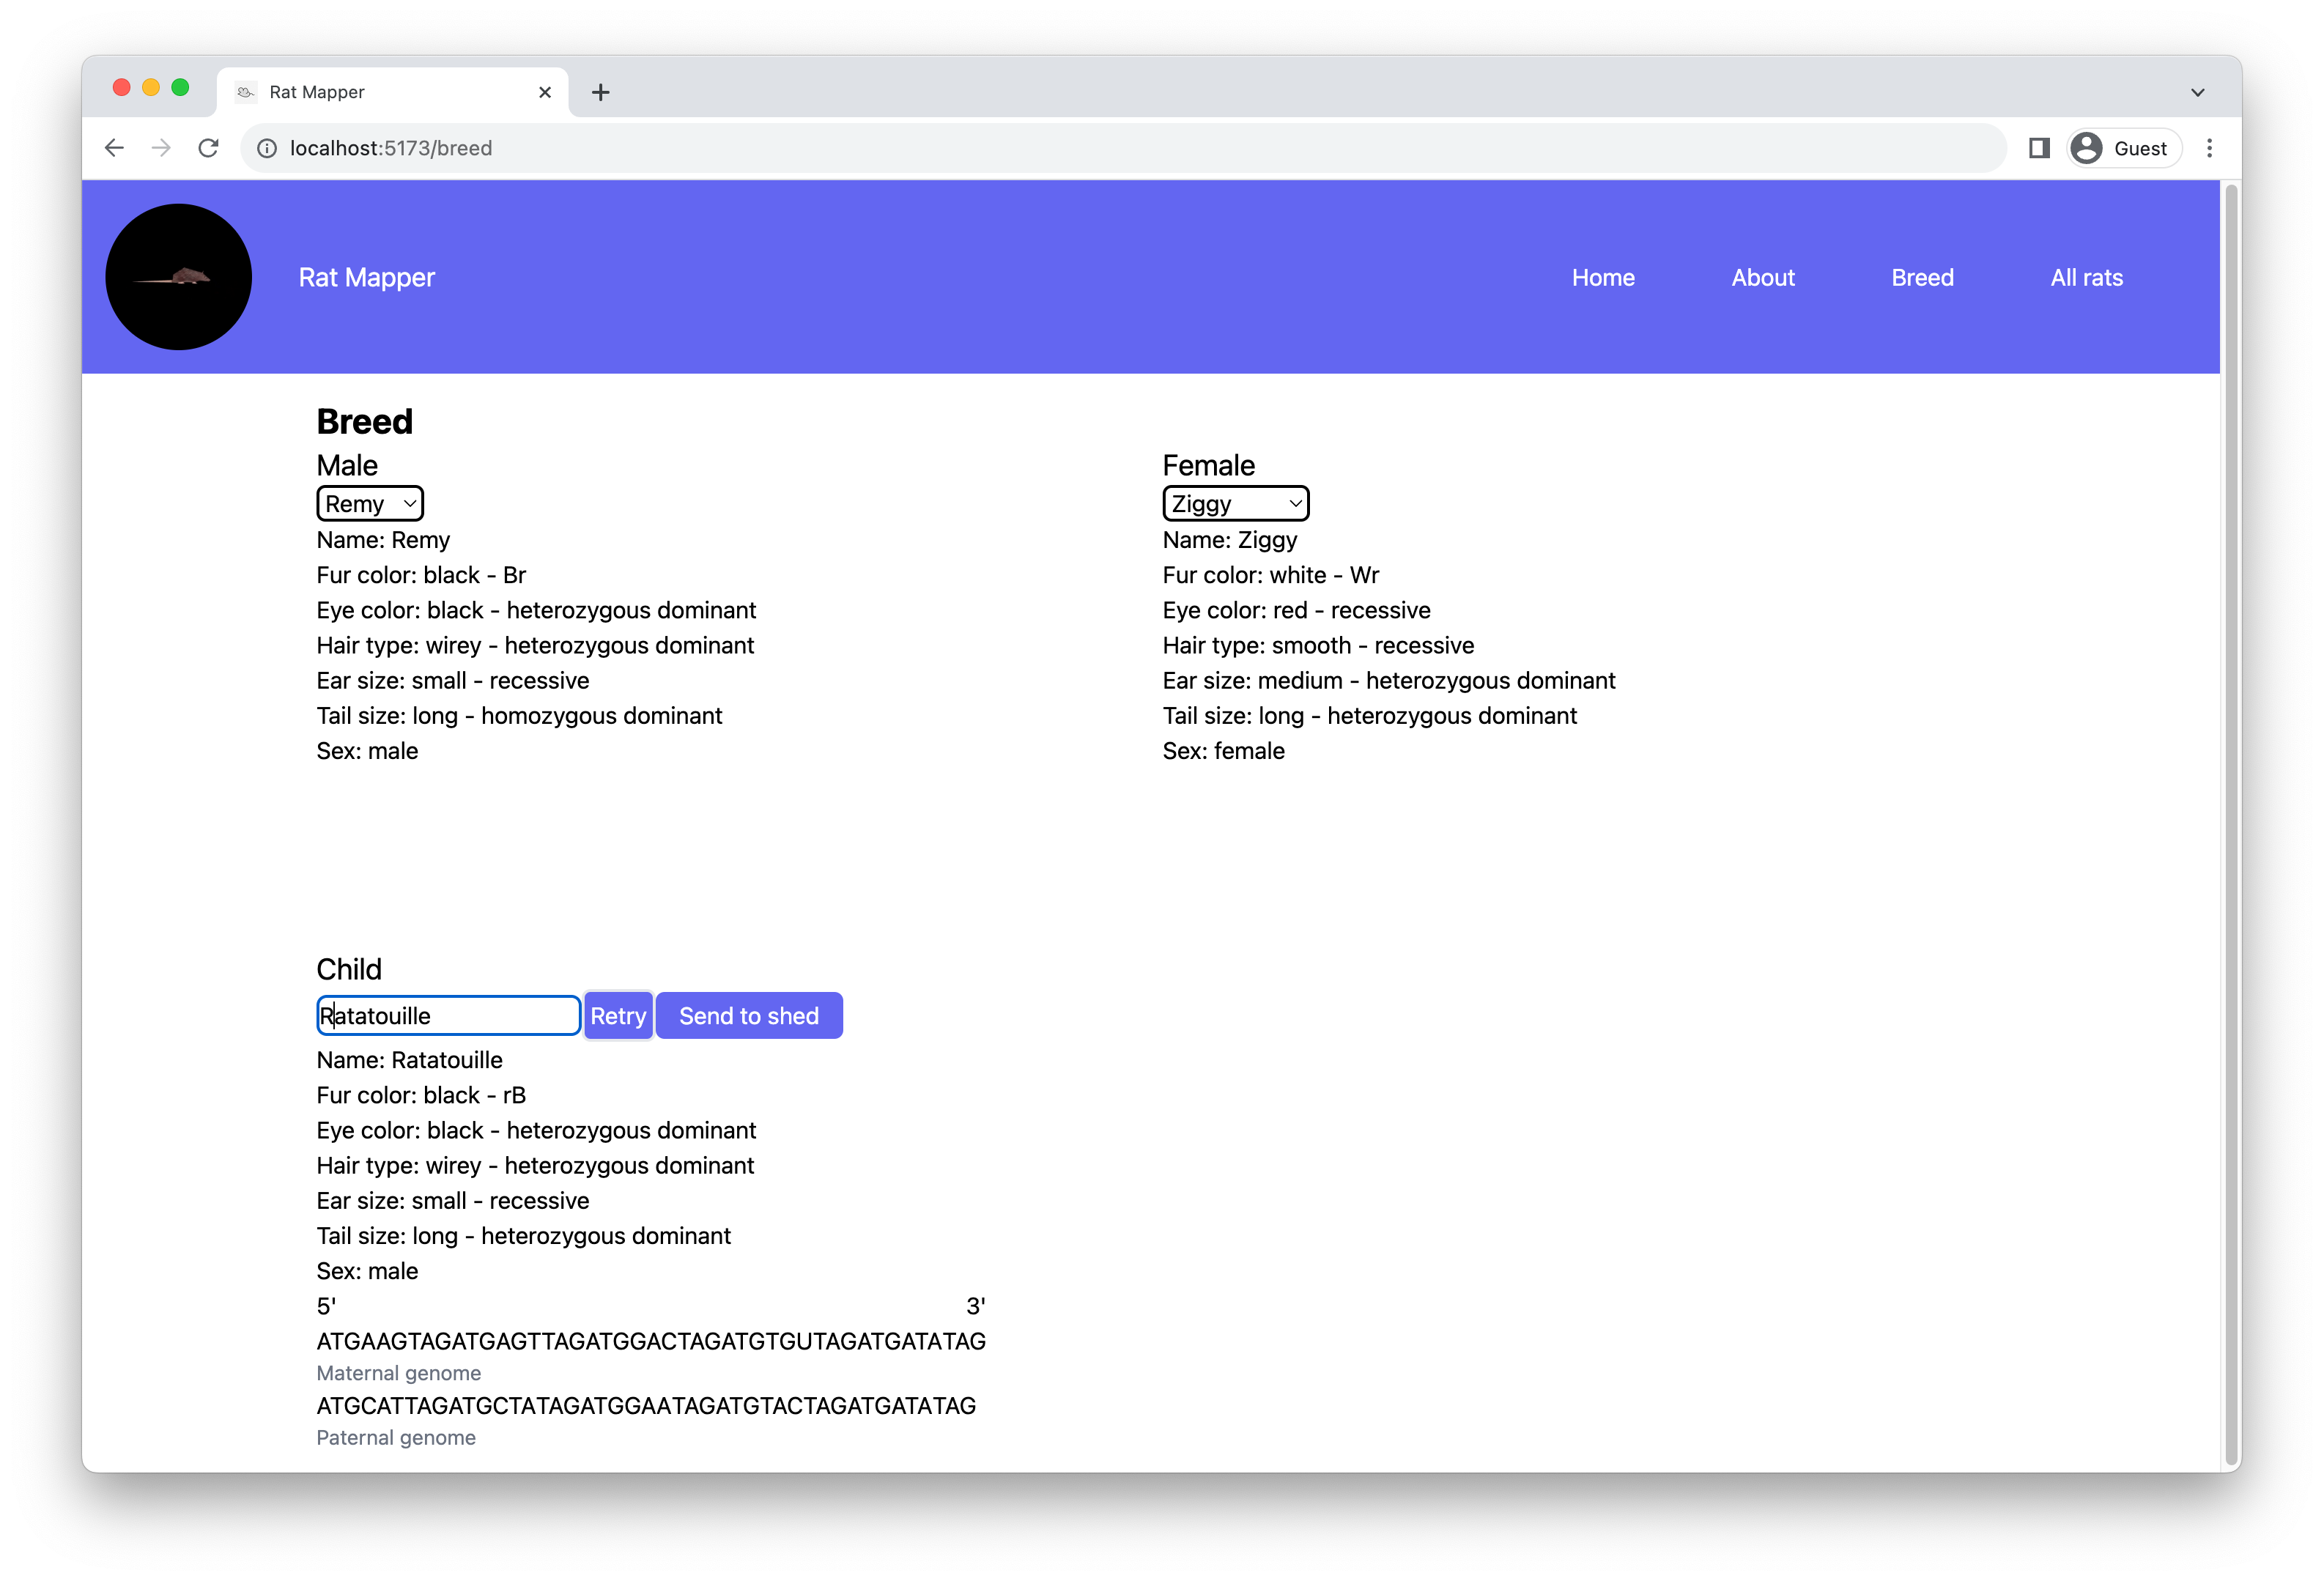 Rat Mapper
localhost:5173/breed
Guest
Rat Mapper
Home
About
Breed
All rats
Breed
Male
Remy
Name: Remy
Fur color: black - Br
Eye color: black - heterozygous dominant
Hair type: wirey - heterozygous dominant
Ear size: small - recessive
Tail size: long - homozygous dominant
Sex: male
Female
Ziggy
Name: Ziggy
Fur color: white - Wr
Eye color: red - recessive
Hair type: smooth - recessive
Ear size: medium - heterozygous dominant
Tail size: long - heterozygous dominant
Sex: female
Child
Ratatouille
Retry
Send to shed
Name: Ratatouille
Fur color: black - rB
Eye color: black - heterozygous dominant
Hair type: wirey - heterozygous dominant
Ear size: small - recessive
Tail size: long - heterozygous dominant
Sex: male
5' 3'
ATGAAGTAGATGAGTTAGATGGACTAGATGTGUTAGATGATATAG
Maternal genome
ATGCATTAGATGCTATAGATGGAATAGATGTACTAGATGATATAG
Paternal genome